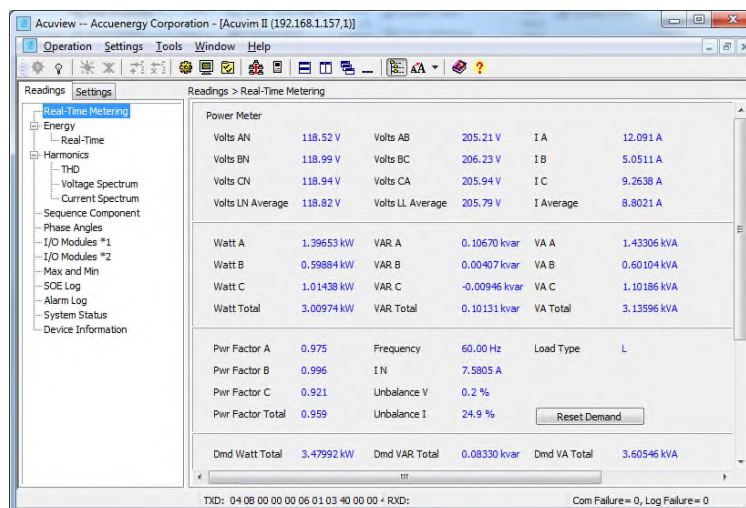 Acuview -- Accuenergy Corporation - [Acuvim II (192.168.1.157,1)]
Operation Settings Tools Window Help
Readings Settings
Readings > Real-Time Metering
Real-Time Metering
Energy
Real-Time
Harmonics
THD
Voltage Spectrum
Current Spectrum
Sequence Component
Phase Angles
I/O Modules *1
I/O Modules *2
Max and Min
SOE Log
Alarm Log
System Status
Device Information
Power Meter
Volts AN 118.52 V Volts AB 205.21 V I A 12.091 A
Volts BN 118.99 V Volts BC 206.23 V I B 5.0511 A
Volts CN 118.94 V Volts CA 205.94 V I C 9.2638 A
Volts LN Average 118.82 V Volts LL Average 205.79 V I Average 8.8021 A
Watt A 1.39653 kW VAR A 0.10670 kvar VA A 1.43306 kVA
Watt B 0.59884 kW VAR B 0.00407 kvar VA B 0.60104 kVA
Watt C 1.01438 kW VAR C -0.00946 kvar VA C 1.10186 kVA
Watt Total 3.00974 kW VAR Total 0.10131 kvar VA Total 3.13596 kVA
Pwr Factor A 0.975 Frequency 60.00 Hz Load Type L
Pwr Factor B 0.996 I N 7.5805 A
Pwr Factor C 0.921 Unbalance V 0.2 %
Pwr Factor Total 0.959 Unbalance I 24.9 % Reset Demand
Dmd Watt Total 3.47992 kW Dmd VAR Total 0.08330 kvar Dmd VA Total 3.60546 kVA
TXD: 04 0B 00 00 00 06 01 03 40 00 00 RXD: Com Failure= 0, Log Failure= 0